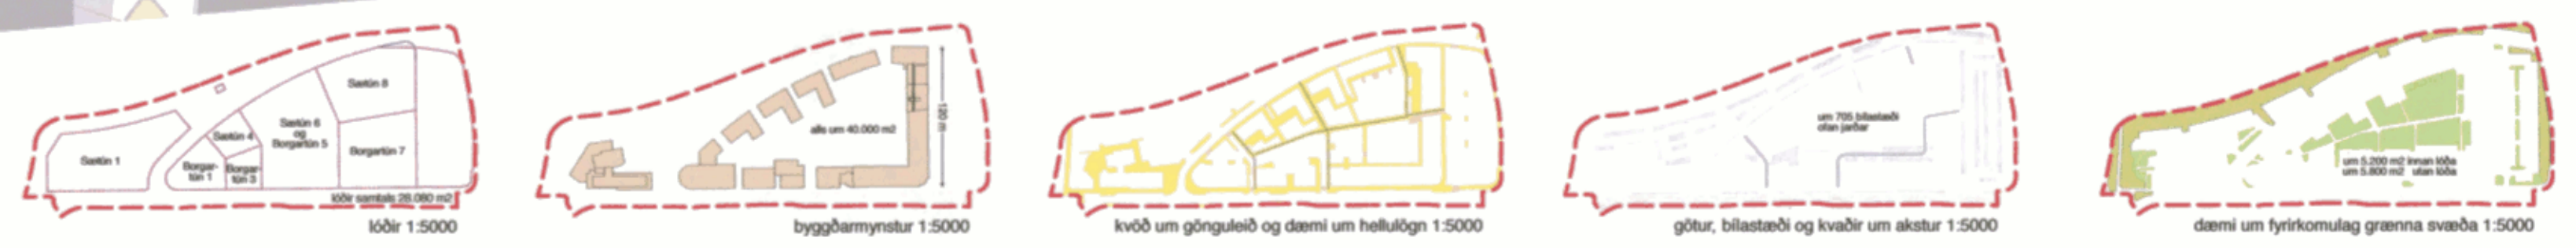 Sætún 8
Sætún 6
og
Borgartún 5
Sætún 4
Sætún 1
Borgartún 7
Borgar-
tún 1
Borgar-
tún 3
lóðir samtals 28.080 m2
lóðir 1:5000
alls um 40.000 m2
120 m
byggðarmynstur 1:5000
kvöð um gönguleið og dæmi um hellulögn 1:5000
um 705 bílastæði
ofan jarðar
götur, bílastæði og kvaðir um akstur 1:5000
um 5.200 m2 innan lóða
um 5.800 m2 utan lóða
dæmi um fyrirkomulag grænna svæða 1:5000